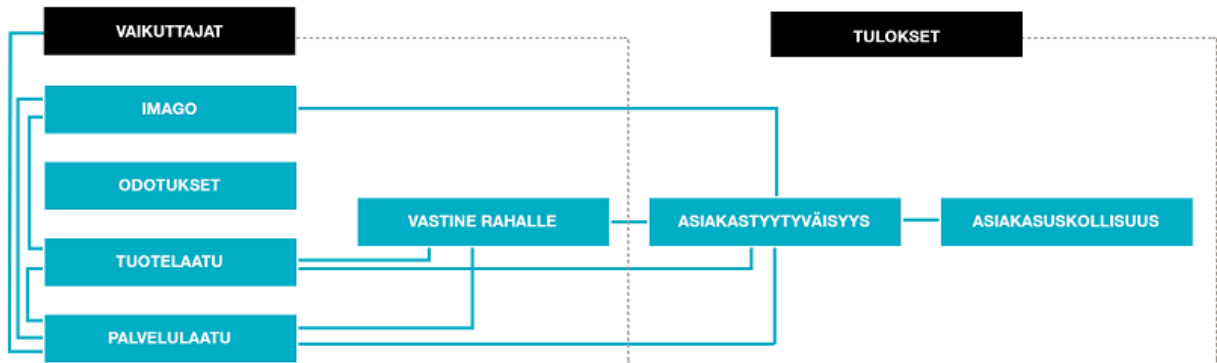 VAIKUTTAJAT
TULOKSET
IMAGO
ODOTUKSET
VASTINE RAHALLE
ASIAKASTYYTYVÄISYYS
ASIAKASUSKOLLISUUS
TUOTELAATU
PALVELULAATU